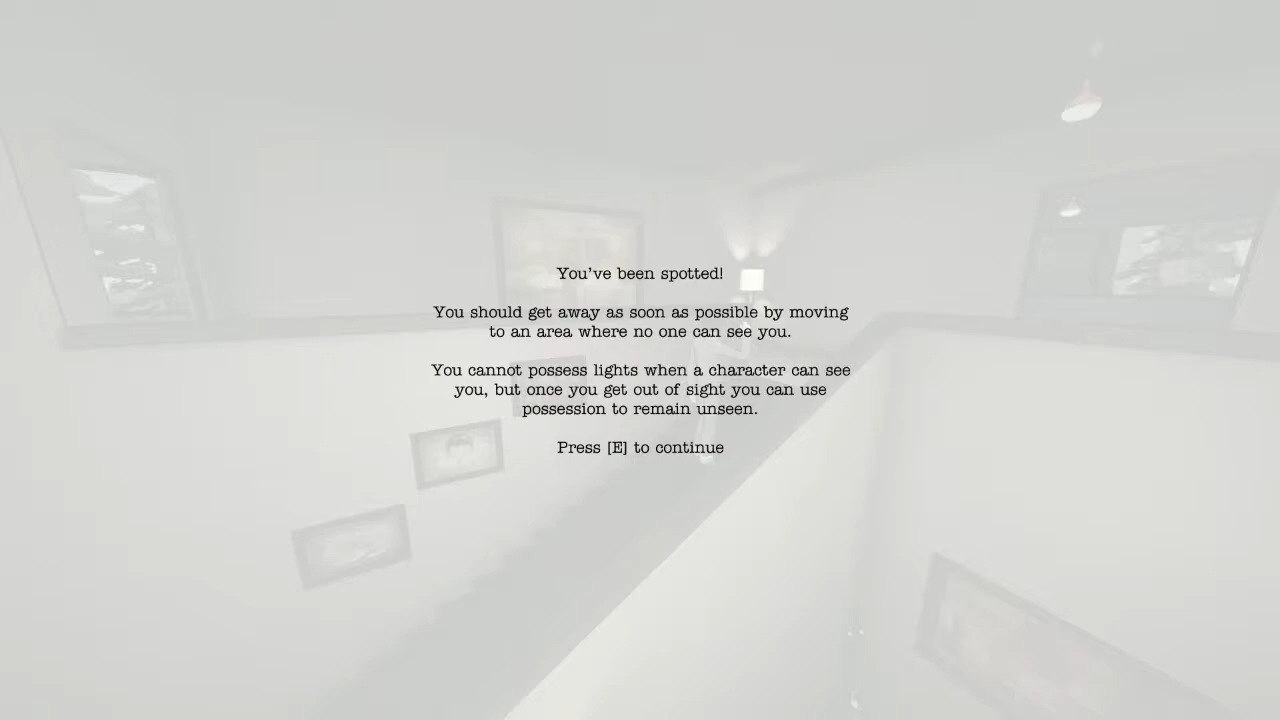 You've been spotted!
You should get away as soon as possible by moving
to an area where no one can see you.
You cannot possess lights when a character can see
you, but once you get out of sight you can use
possession to remain unseen.
Press [E] to continue